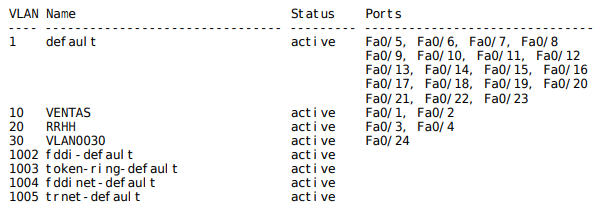 VLAN Name                             Status    Ports
---- -------------------------------- --------- -------------------------------
1    default                          active    Fa0/5, Fa0/6, Fa0/7, Fa0/8
                                                Fa0/9, Fa0/10, Fa0/11, Fa0/12
                                                Fa0/13, Fa0/14, Fa0/15, Fa0/16
                                                Fa0/17, Fa0/18, Fa0/19, Fa0/20
                                                Fa0/21, Fa0/22, Fa0/23
10   VENTAS                           active    Fa0/1, Fa0/2
20   RRHH                             active    Fa0/3, Fa0/4
30   VLAN0030                         active    Fa0/24
1002 fddi-default                     active
1003 token-ring-default               active
1004 fddinet-default                  active
1005 trnet-default                    active